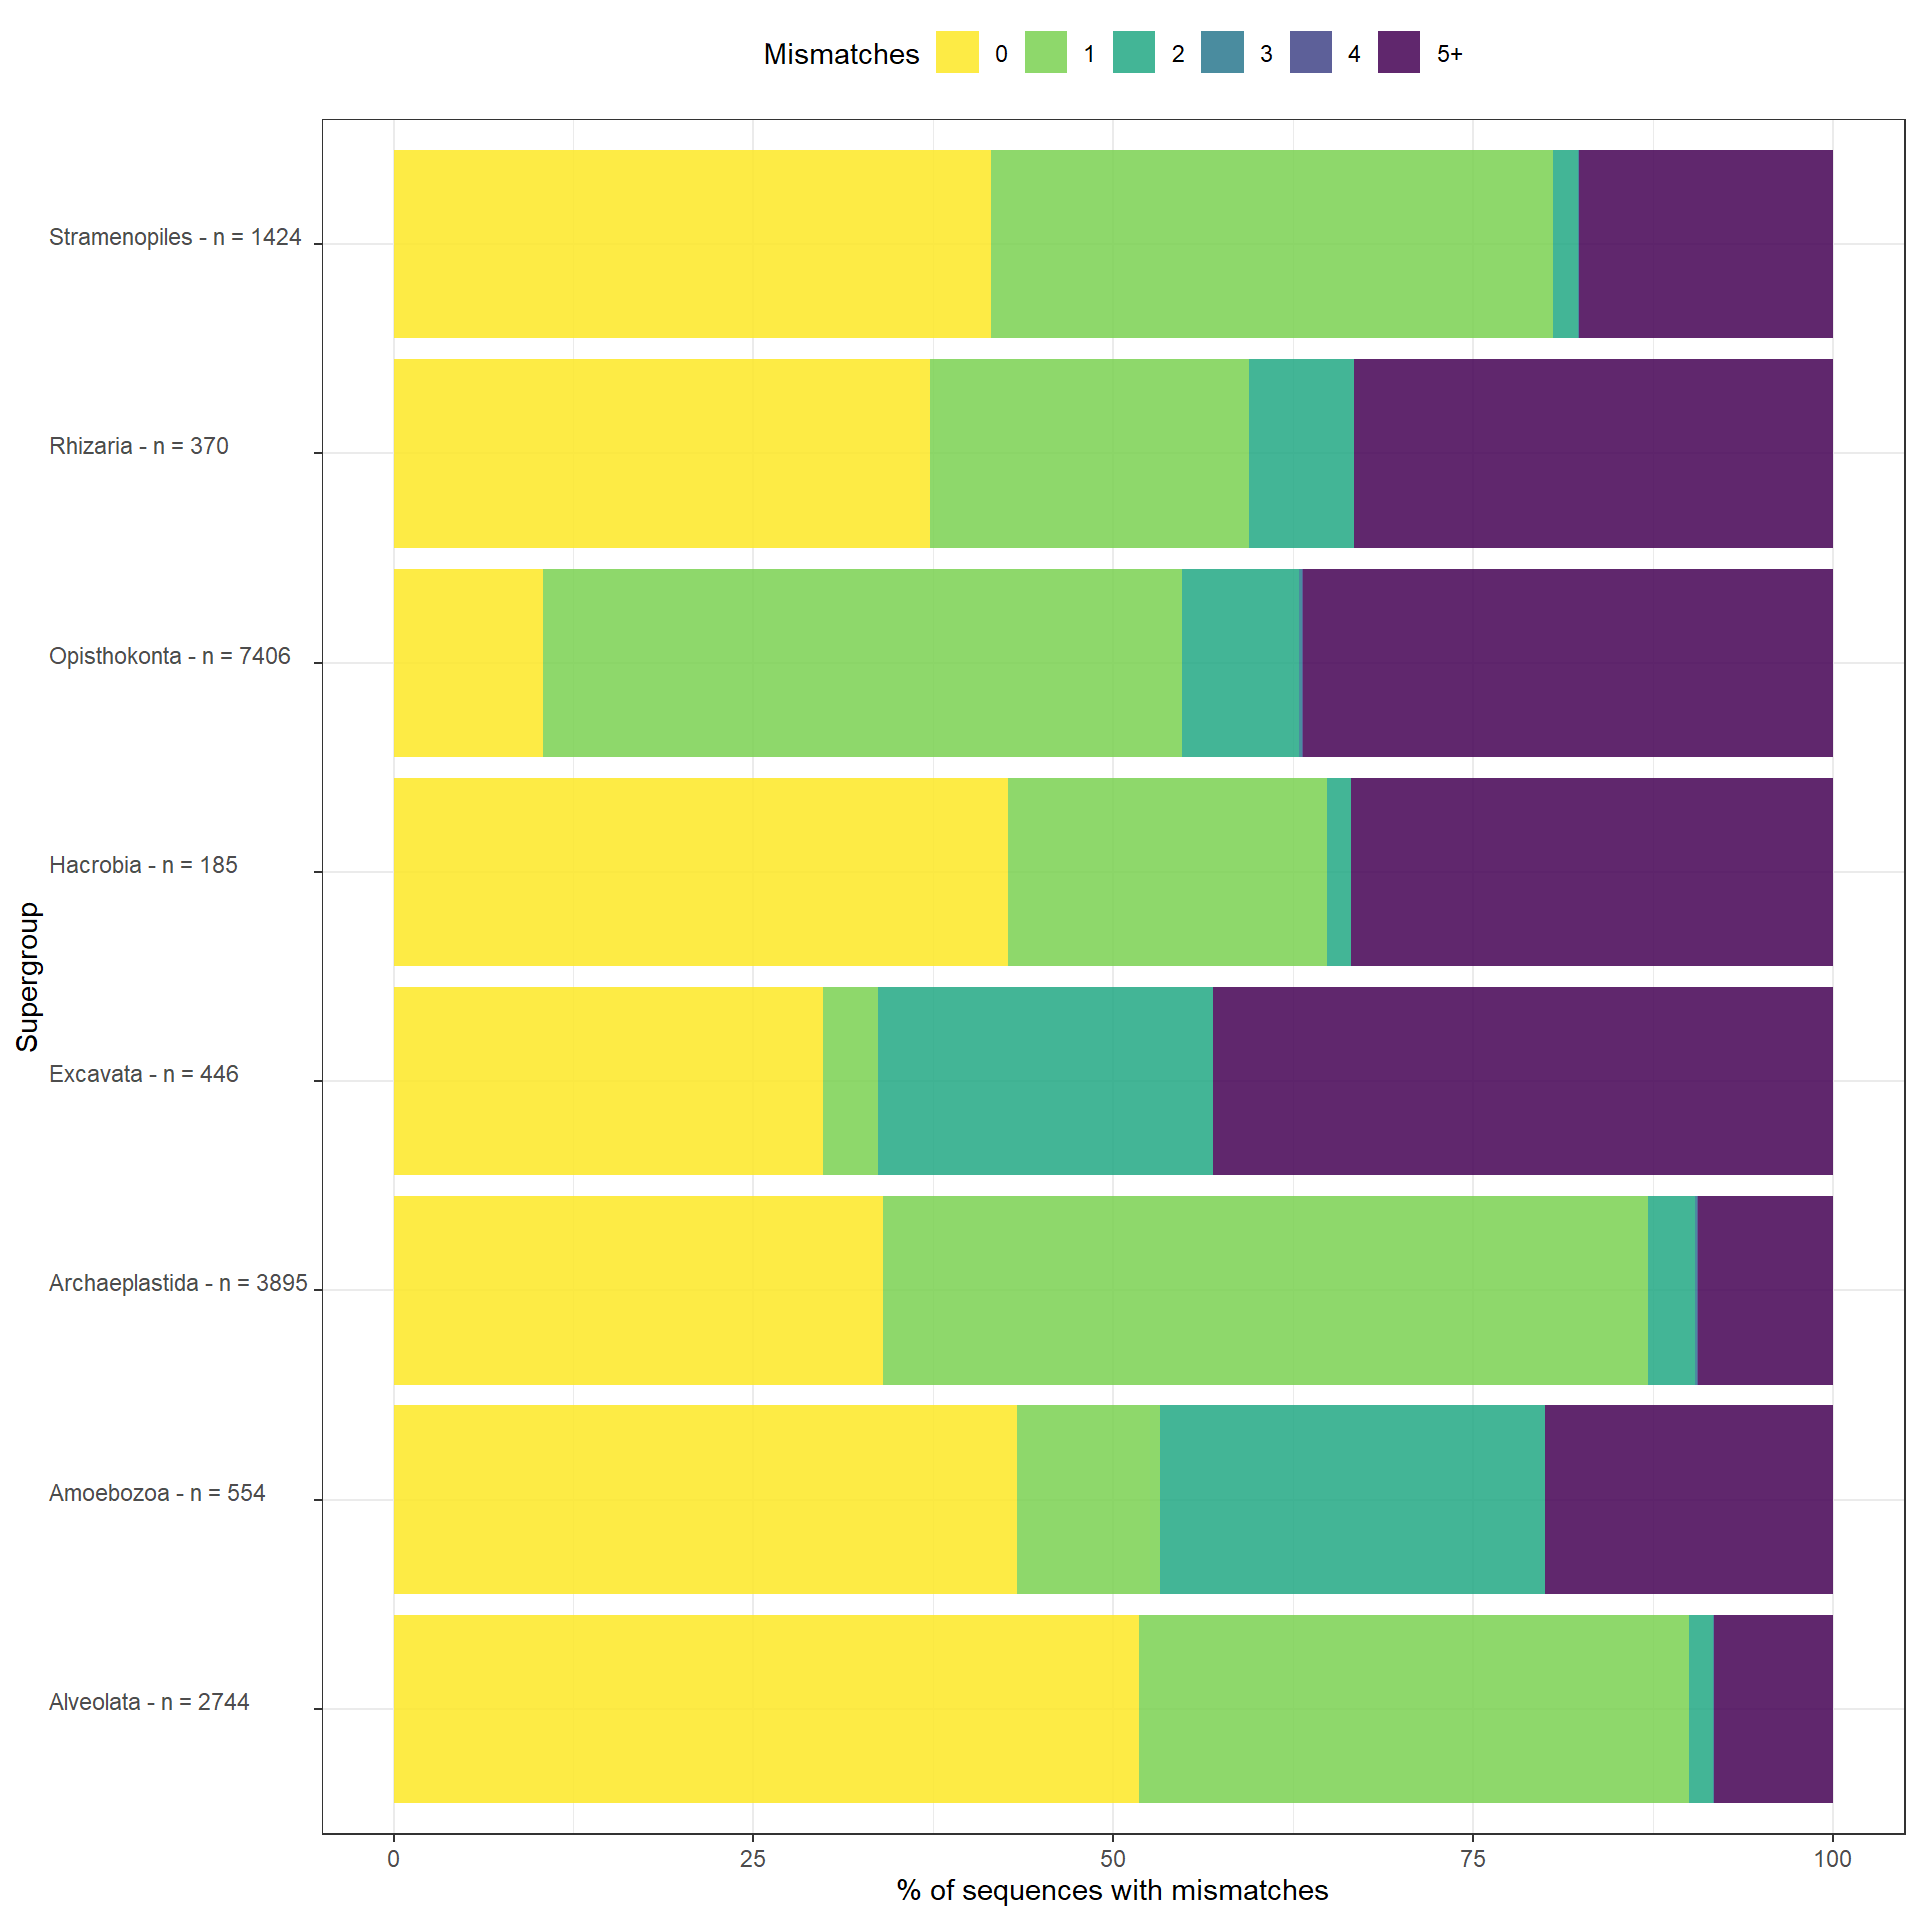 Mismatches 0 1 2 3 4 5+
Stramenopiles - n = 1424
Rhizaria - n = 370
Opisthokonta - n = 7406
Hacrobia - n = 185
Supergroup
Excavata - n = 446
Archaeplastida - n = 3895
Amoebozoa - n = 554
Alveolata - n = 2744
0 25 50 75 100
% of sequences with mismatches